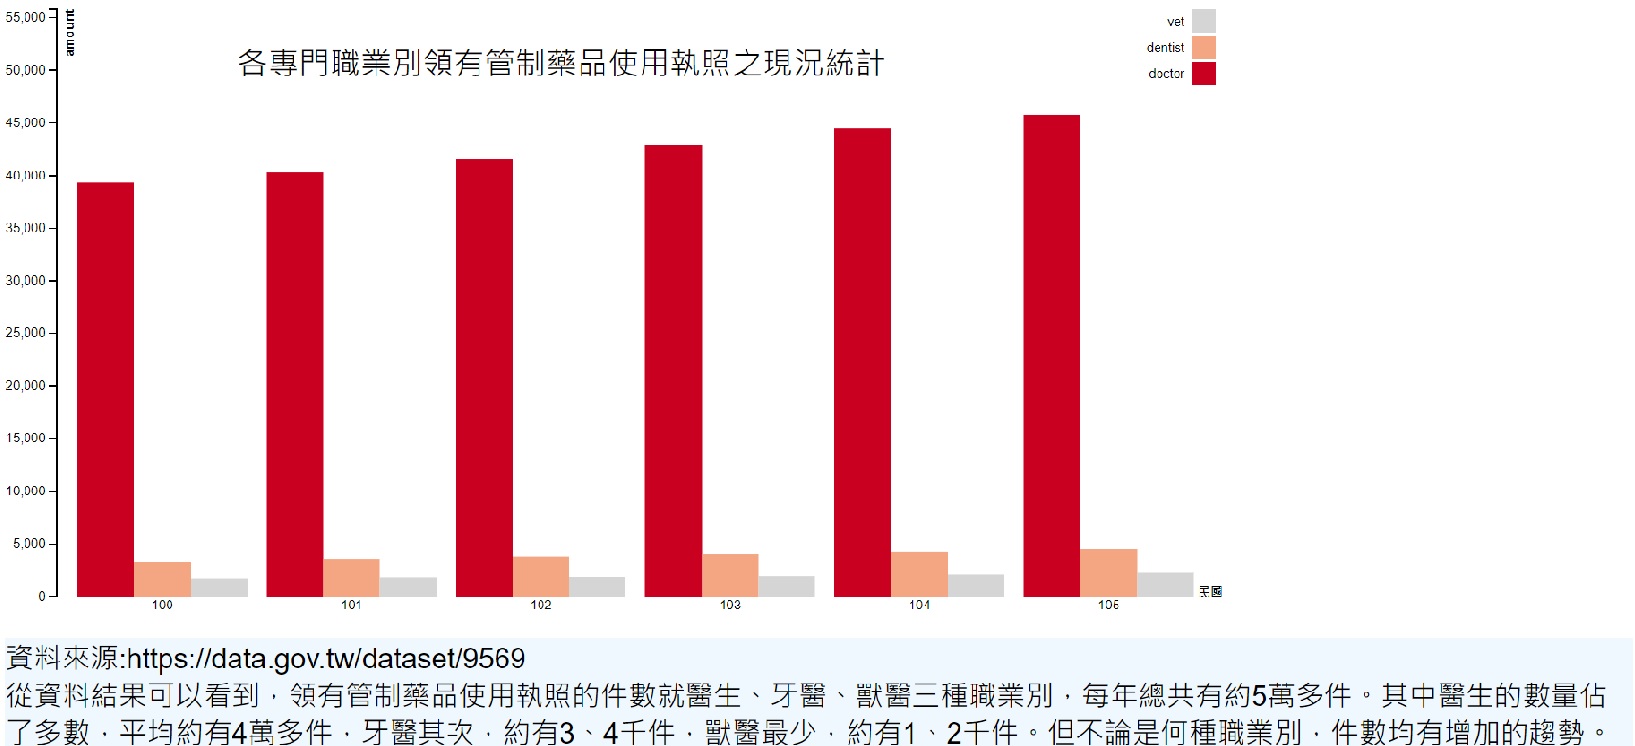 各專門職業別領有管制藥品使用執照之現況統計
amount
vet
dentist
doctor
55,000
50,000
45,000
40,000
35,000
30,000
25,000
20,000
15,000
10,000
5,000
0
100
101
102
103
104
106
民國
資料來源:https://data.gov.tw/dataset/9569
從資料結果可以看到，領有管制藥品使用執照的件數就醫生、牙醫、獸醫三種職業別，每年總共有約5萬多件。其中醫生的數量佔
了多數，平均約有4萬多件，牙醫其次，約有3、4千件，獸醫最少，約有1、2千件。但不論是何種職業別，件數均有增加的趨勢。